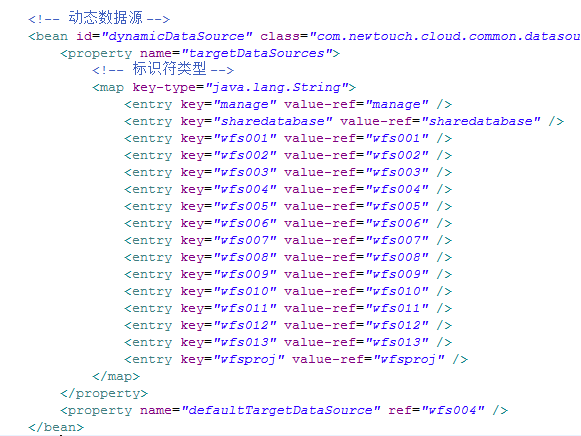 <!-- 动态数据源 -->
<bean id="dynamicDataSource" class="com.newtouch.cloud.common.datasou
<property name="targetDataSources">
<!-- 标识符类型 -->
<map key-type="java.lang.String">
<entry key="manage" value-ref="manage" />
<entry key="sharedatabase" value-ref="sharedatabase" />
<entry key="wfs001" value-ref="wfs001" />
<entry key="wfs002" value-ref="wfs002" />
<entry key="wfs003" value-ref="wfs003" />
<entry key="wfs004" value-ref="wfs004" />
<entry key="wfs005" value-ref="wfs005" />
<entry key="wfs006" value-ref="wfs006" />
<entry key="wfs007" value-ref="wfs007" />
<entry key="wfs008" value-ref="wfs008" />
<entry key="wfs009" value-ref="wfs009" />
<entry key="wfs010" value-ref="wfs010" />
<entry key="wfs011" value-ref="wfs011" />
<entry key="wfs012" value-ref="wfs012" />
<entry key="wfs013" value-ref="wfs013" />
<entry key="wfsproj" value-ref="wfsproj" />
</map>
</property>
<property name="defaultTargetDataSource" ref="wfs004" />
</bean>